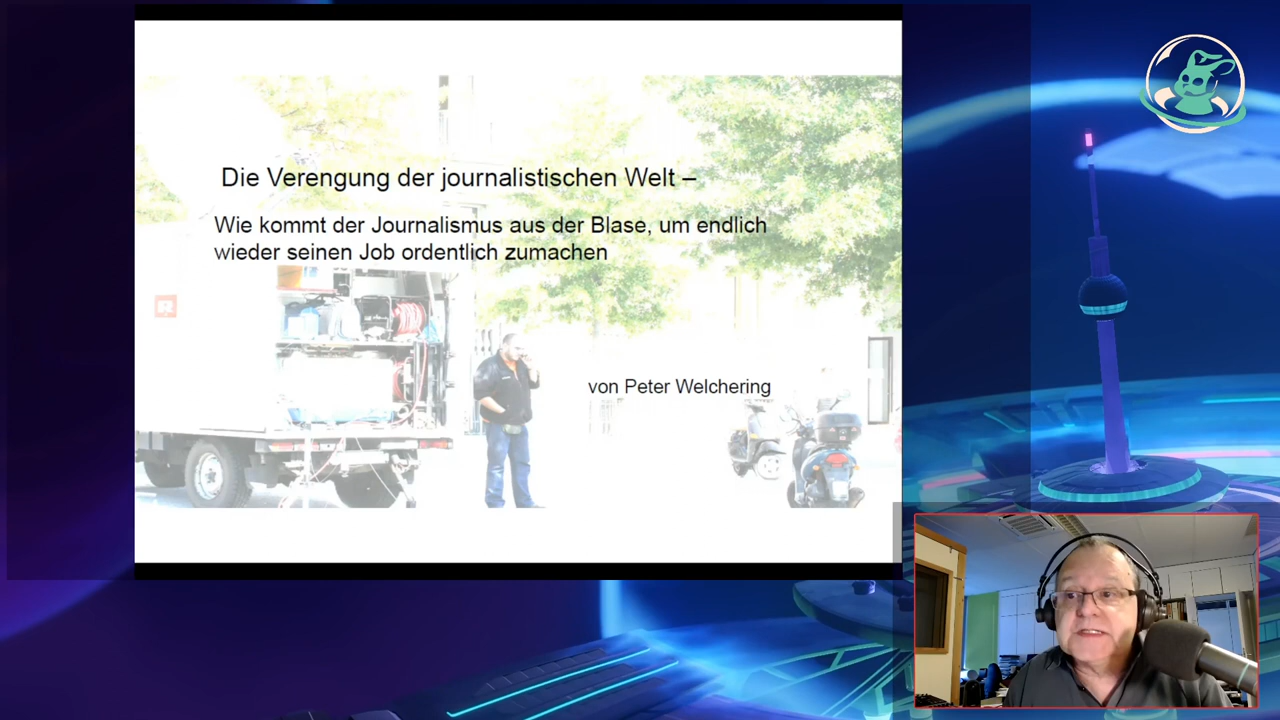 Die Verengung der journalistischen Welt –
Wie kommt der Journalismus aus der Blase, um endlich
wieder seinen Job ordentlich zumachen
R
von Peter Welchering